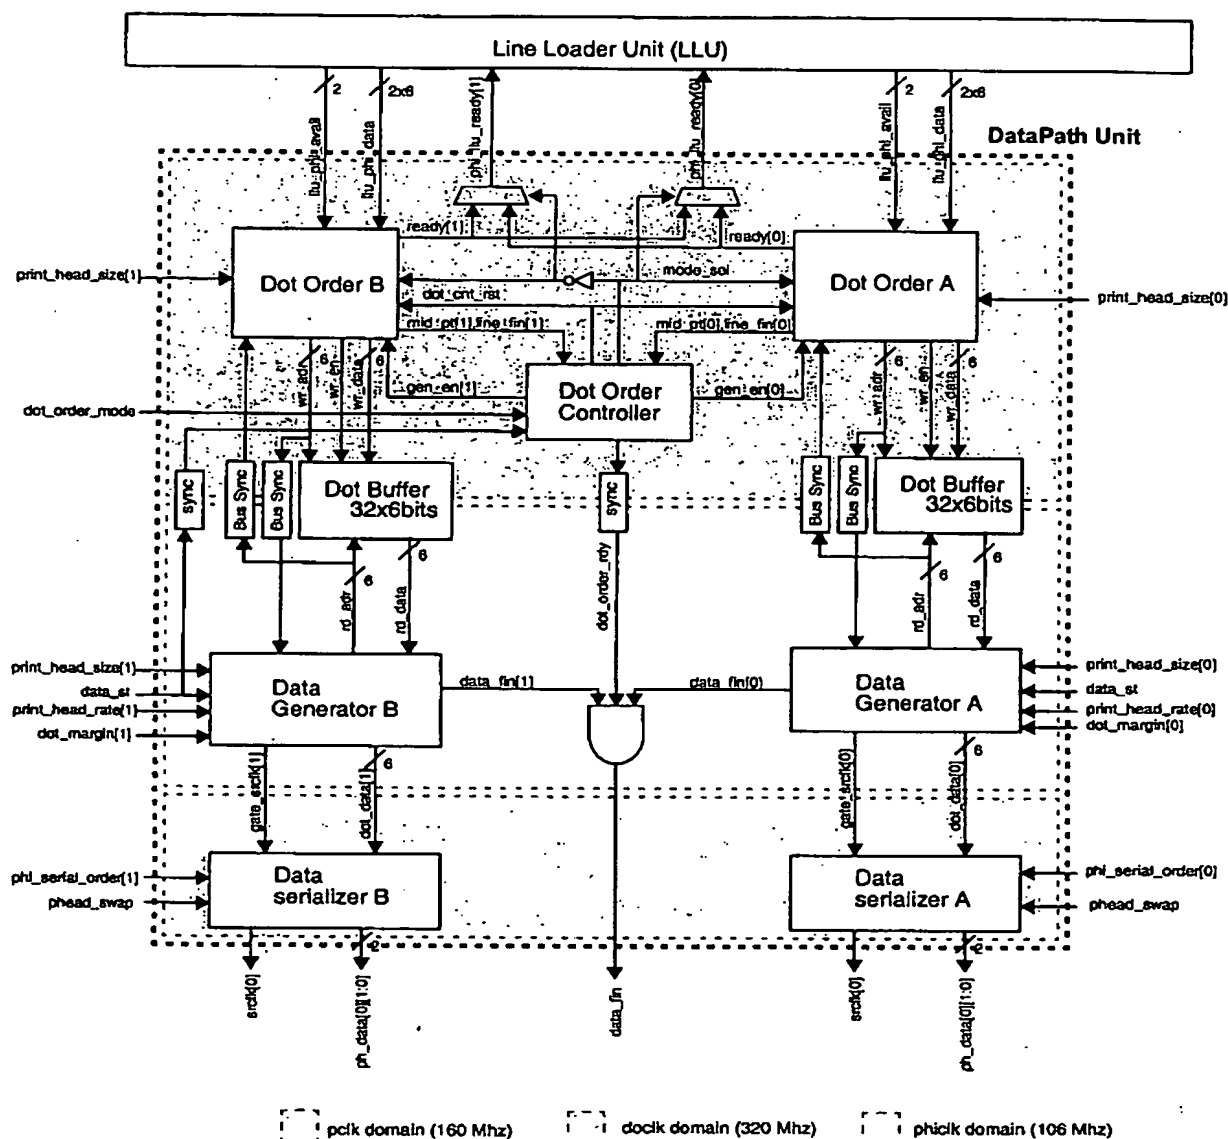 Line Loader Unit (LLU)
2
2x6
2
2x6
llu_phi_avail
llu_phi_data
phi_llu_ready[1]
phi_llu_ready[0]
llu_phi_avail
llu_phi_data
DataPath Unit
ready[1]
ready[0]
print_head_size[1]
Dot Order B
mode_sel
Dot Order A
print_head_size[0]
dot_cnt_rst
mid_pt[1],line_fin[1]
mid_pt[0],line_fin[0]
6
6
6
6
wr_adr
wr_en
wr_data
gen_en[1]
Dot Order
Controller
gen_en[0]
wr_adr
wr_en
wr_data
dot_order_mode
sync
Bus Sync
Bus Sync
Dot Buffer
32x6bits
sync
Bus Sync
Bus Sync
Dot Buffer
32x6bits
6
6
6
6
rd_adr
rd_data
dot_order_rdy
rd_adr
rd_data
print_head_size[1]
data_st
print_head_rate[1]
dot_margin[1]
Data
Generator B
data_fin[1]
data_fin[0]
Data
Generator A
print_head_size[0]
data_st
print_head_rate[0]
dot_margin[0]
6
6
gate_srclk[1]
dot_data[1]
gate_srclk[0]
dot_data[0]
phi_serial_order[1]
phead_swap
Data
serializer B
Data
serializer A
phi_serial_order[0]
phead_swap
2
2
srclk[0]
ph_data[0][1:0]
data_fin
srclk[0]
ph_data[0][1:0]
pclk domain (160 Mhz)
doclk domain (320 Mhz)
phiclk domain (106 Mhz)